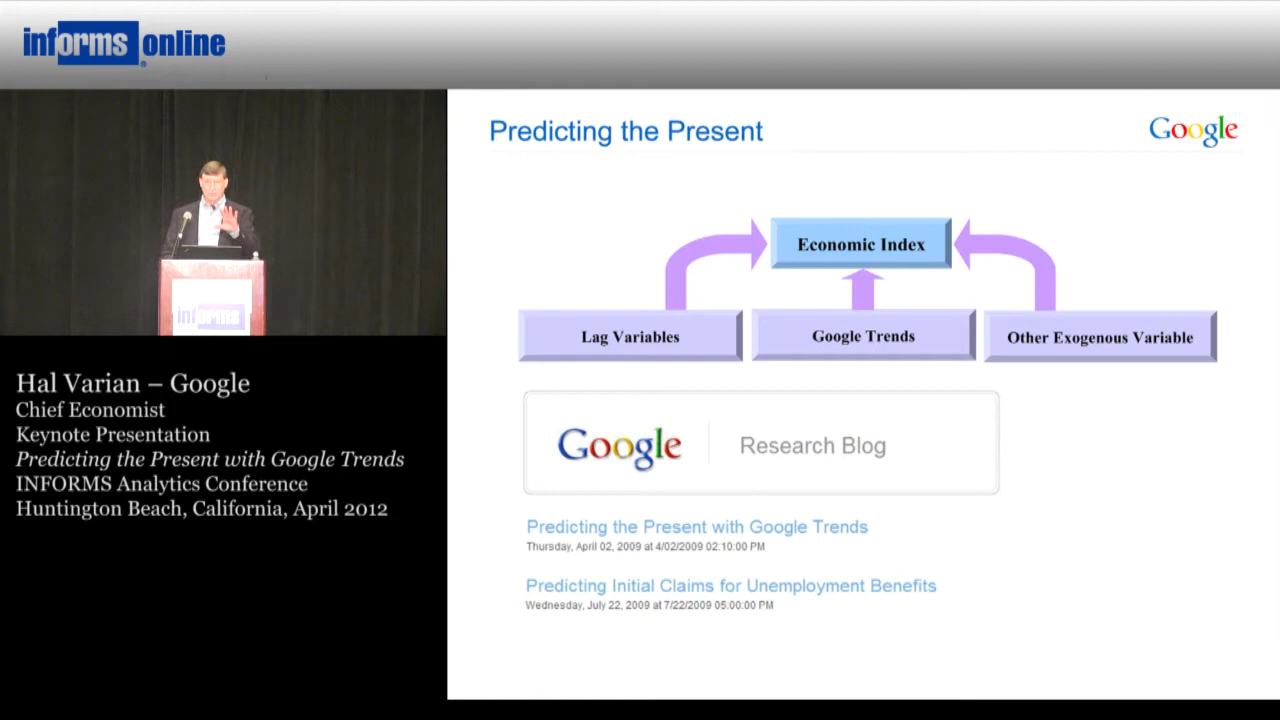 informs online
®
informs
Hal Varian – Google
Chief Economist
Keynote Presentation
Predicting the Present with Google Trends
INFORMS Analytics Conference
Huntington Beach, California, April 2012
Predicting the Present
Google
Economic Index
Lag Variables
Google Trends
Other Exogenous Variable
Google Research Blog
Predicting the Present with Google Trends
Thursday, April 02, 2009 at 4/02/2009 02:10:00 PM
Predicting Initial Claims for Unemployment Benefits
Wednesday, July 22, 2009 at 7/22/2009 05:00:00 PM